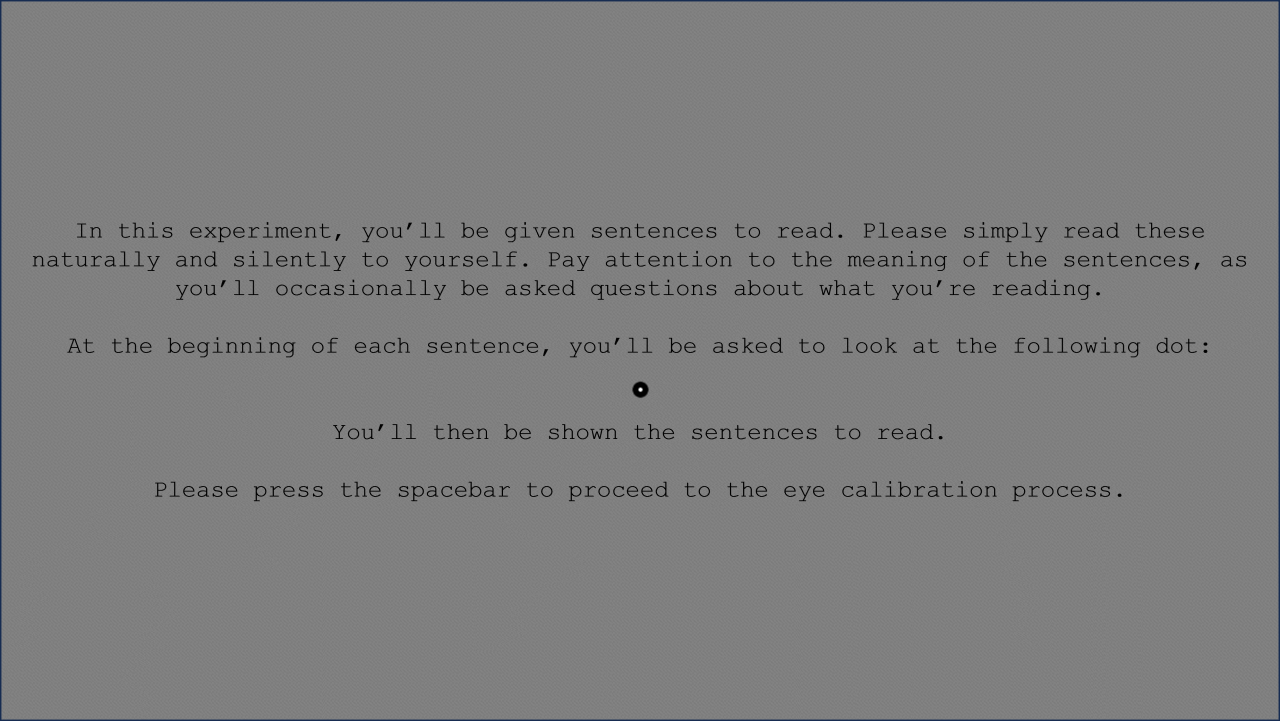 In this experiment, you’ll be given sentences to read. Please simply read these
naturally and silently to yourself. Pay attention to the meaning of the sentences, as
you’ll occasionally be asked questions about what you’re reading.
At the beginning of each sentence, you’ll be asked to look at the following dot:
You’ll then be shown the sentences to read.
Please press the spacebar to proceed to the eye calibration process.